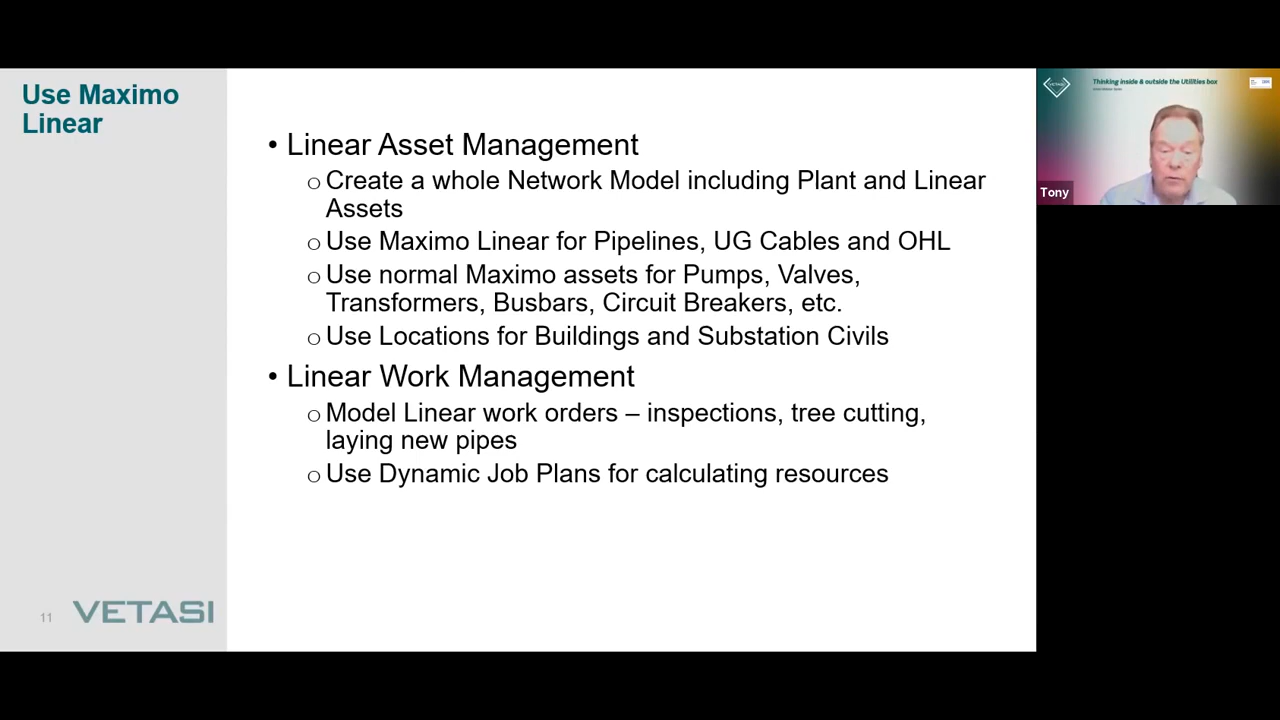 Use Maximo
Linear
• Linear Asset Management
○ Create a whole Network Model including Plant and Linear
Assets
○ Use Maximo Linear for Pipelines, UG Cables and OHL
○ Use normal Maximo assets for Pumps, Valves,
Transformers, Busbars, Circuit Breakers, etc.
○ Use Locations for Buildings and Substation Civils
• Linear Work Management
○ Model Linear work orders – inspections, tree cutting,
laying new pipes
○ Use Dynamic Job Plans for calculating resources
11 VETASI
VETASI
Thinking inside & outside the Utilities box
Tony